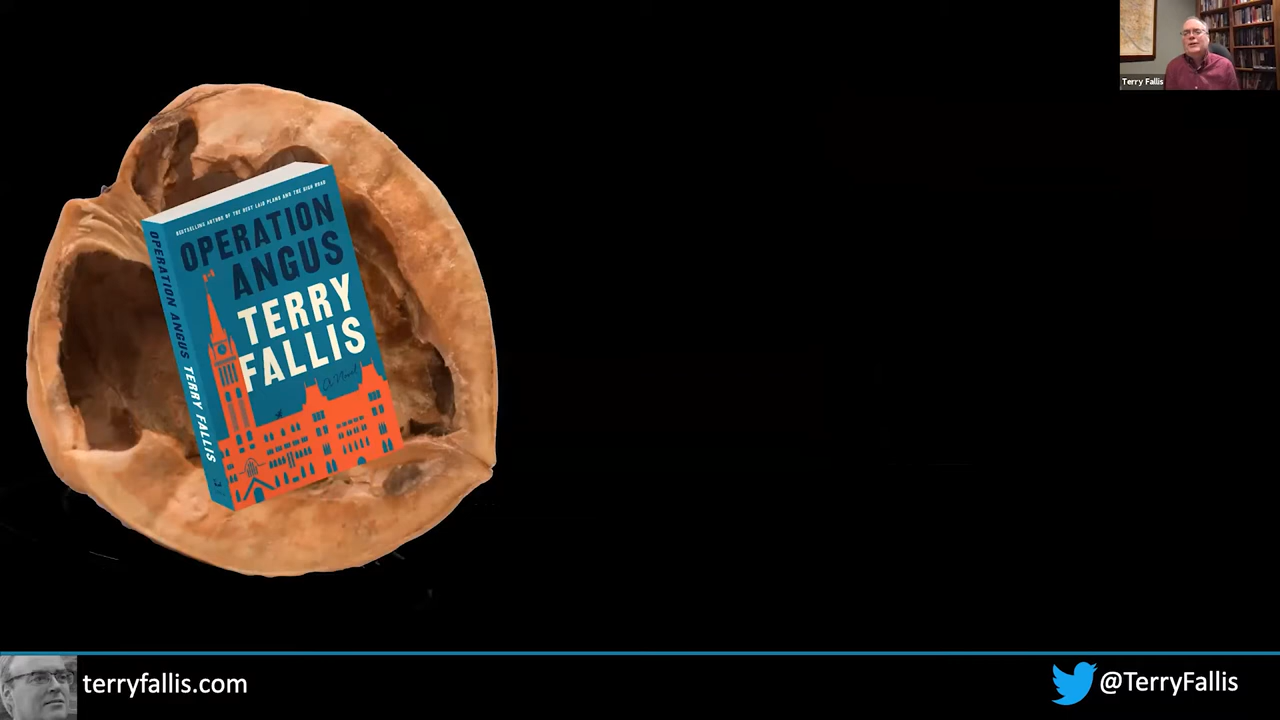 Terry Fallis
BESTSELLING AUTHOR OF THE BEST LAID PLANS AND THE HIGH ROAD
OPERATION
ANGUS
TERRY
FALLIS
A Novel
OPERATION ANGUS TERRY FALLIS
terryfallis.com
@TerryFallis